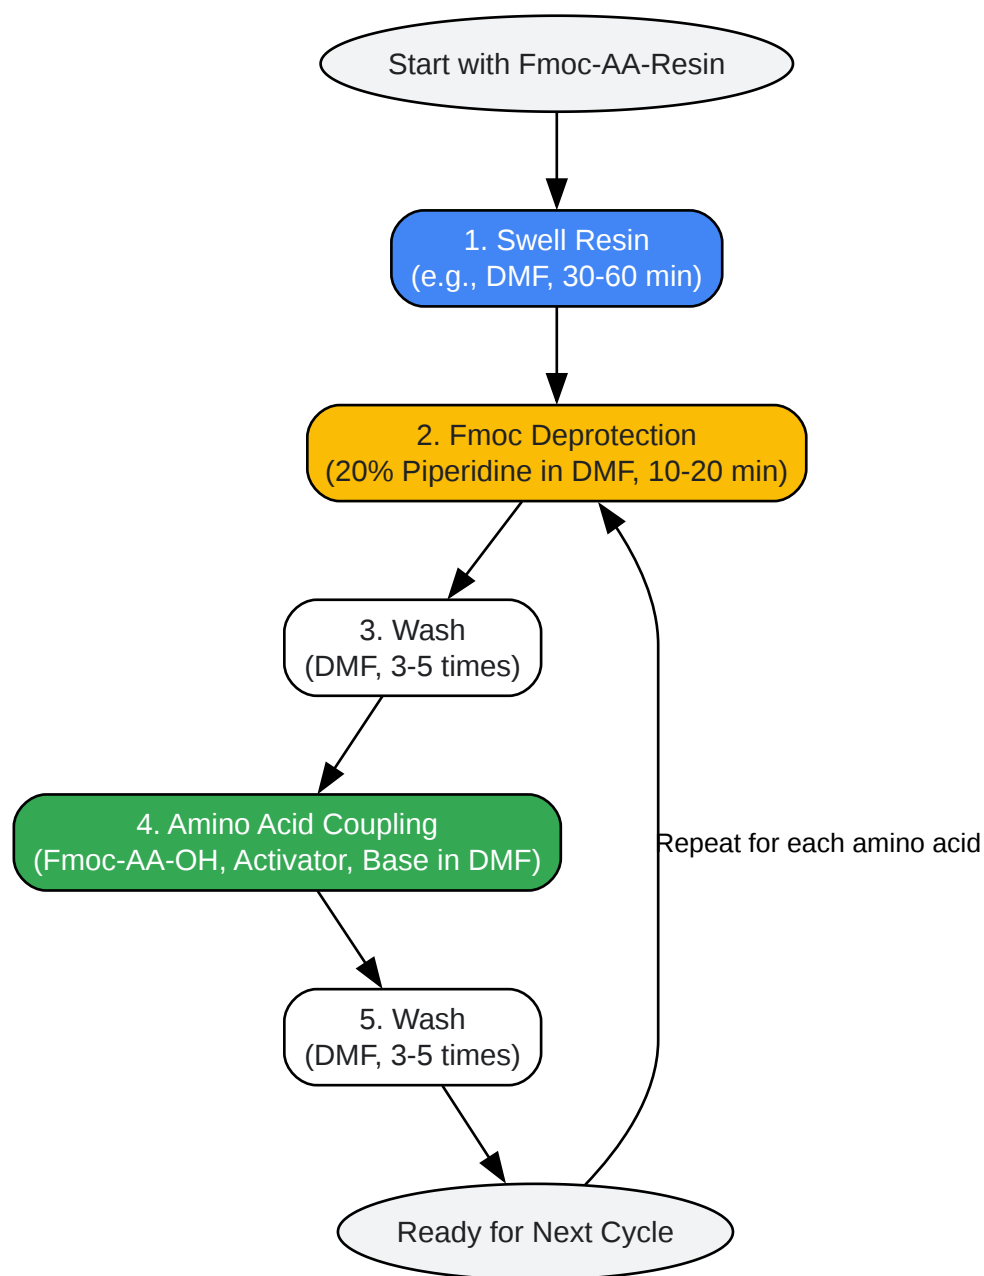 Start with Fmoc-AA-Resin
1. Swell Resin
(e.g., DMF, 30-60 min)
2. Fmoc Deprotection
(20% Piperidine in DMF, 10-20 min)
3. Wash
(DMF, 3-5 times)
4. Amino Acid Coupling
(Fmoc-AA-OH, Activator, Base in DMF)
Repeat for each amino acid
5. Wash
(DMF, 3-5 times)
Ready for Next Cycle